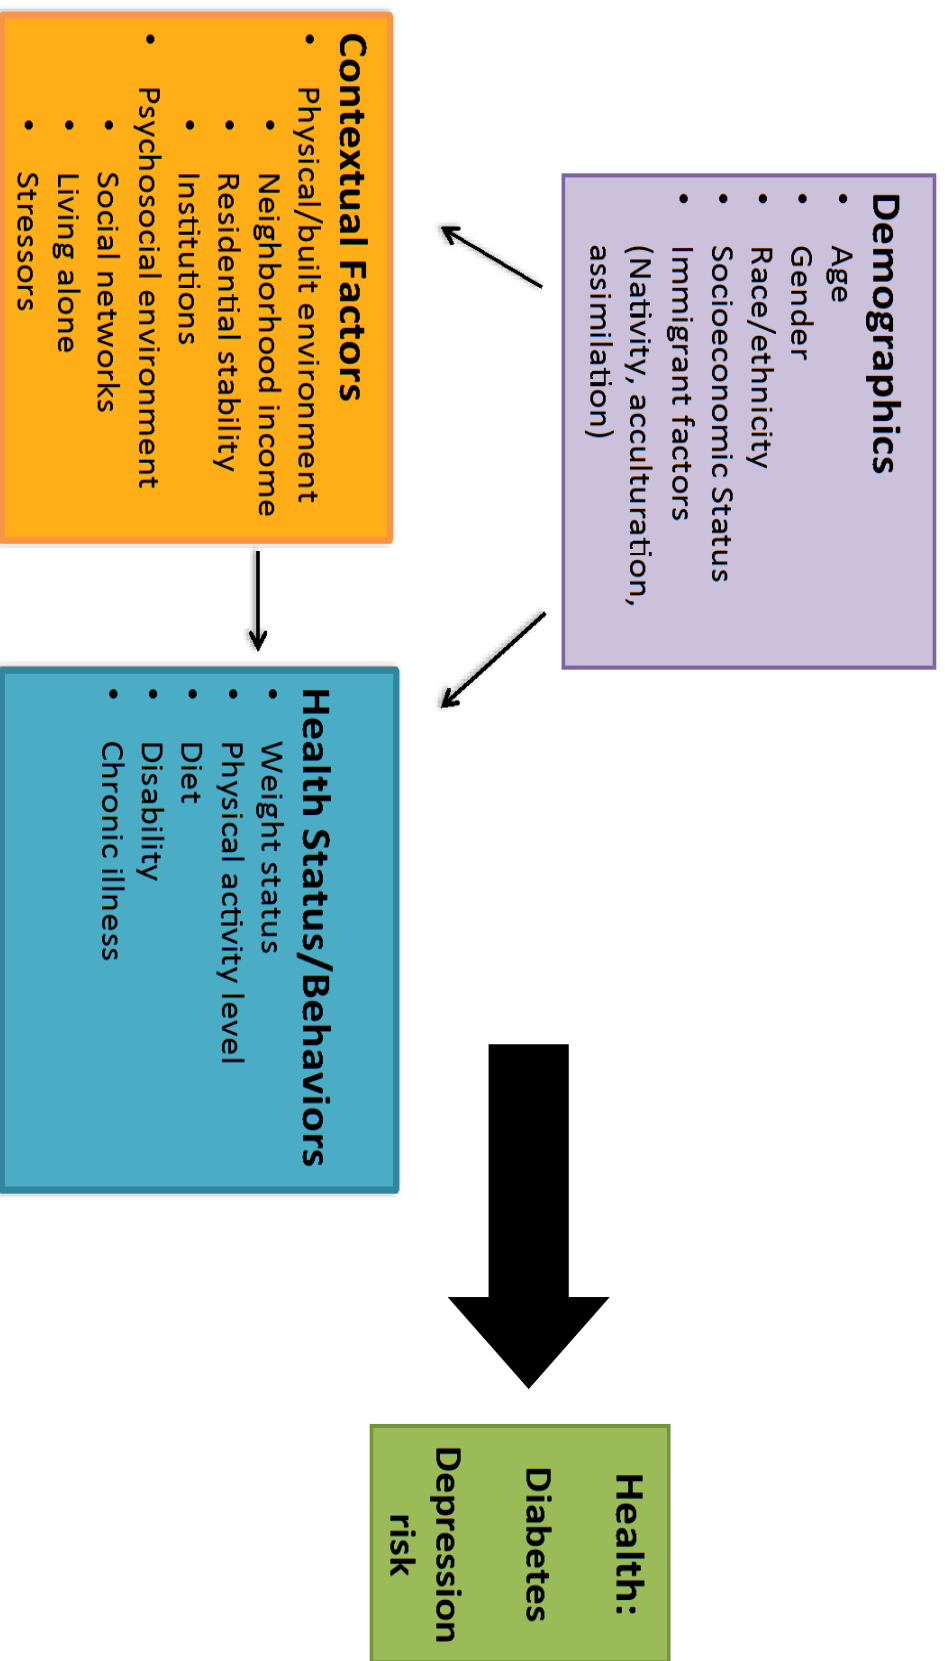 Demographics
• Age
• Gender
• Race/ethnicity
• Socioeconomic Status
• Immigrant factors
(Nativity, acculturation,
assimilation)
Contextual Factors
• Physical/built environment
• Neighborhood income
• Residential stability
• Institutions
• Psychosocial environment
• Social networks
• Living alone
• Stressors
Health Status/Behaviors
• Weight status
• Physical activity level
• Diet
• Disability
• Chronic illness
Health:
Diabetes
Depression
risk